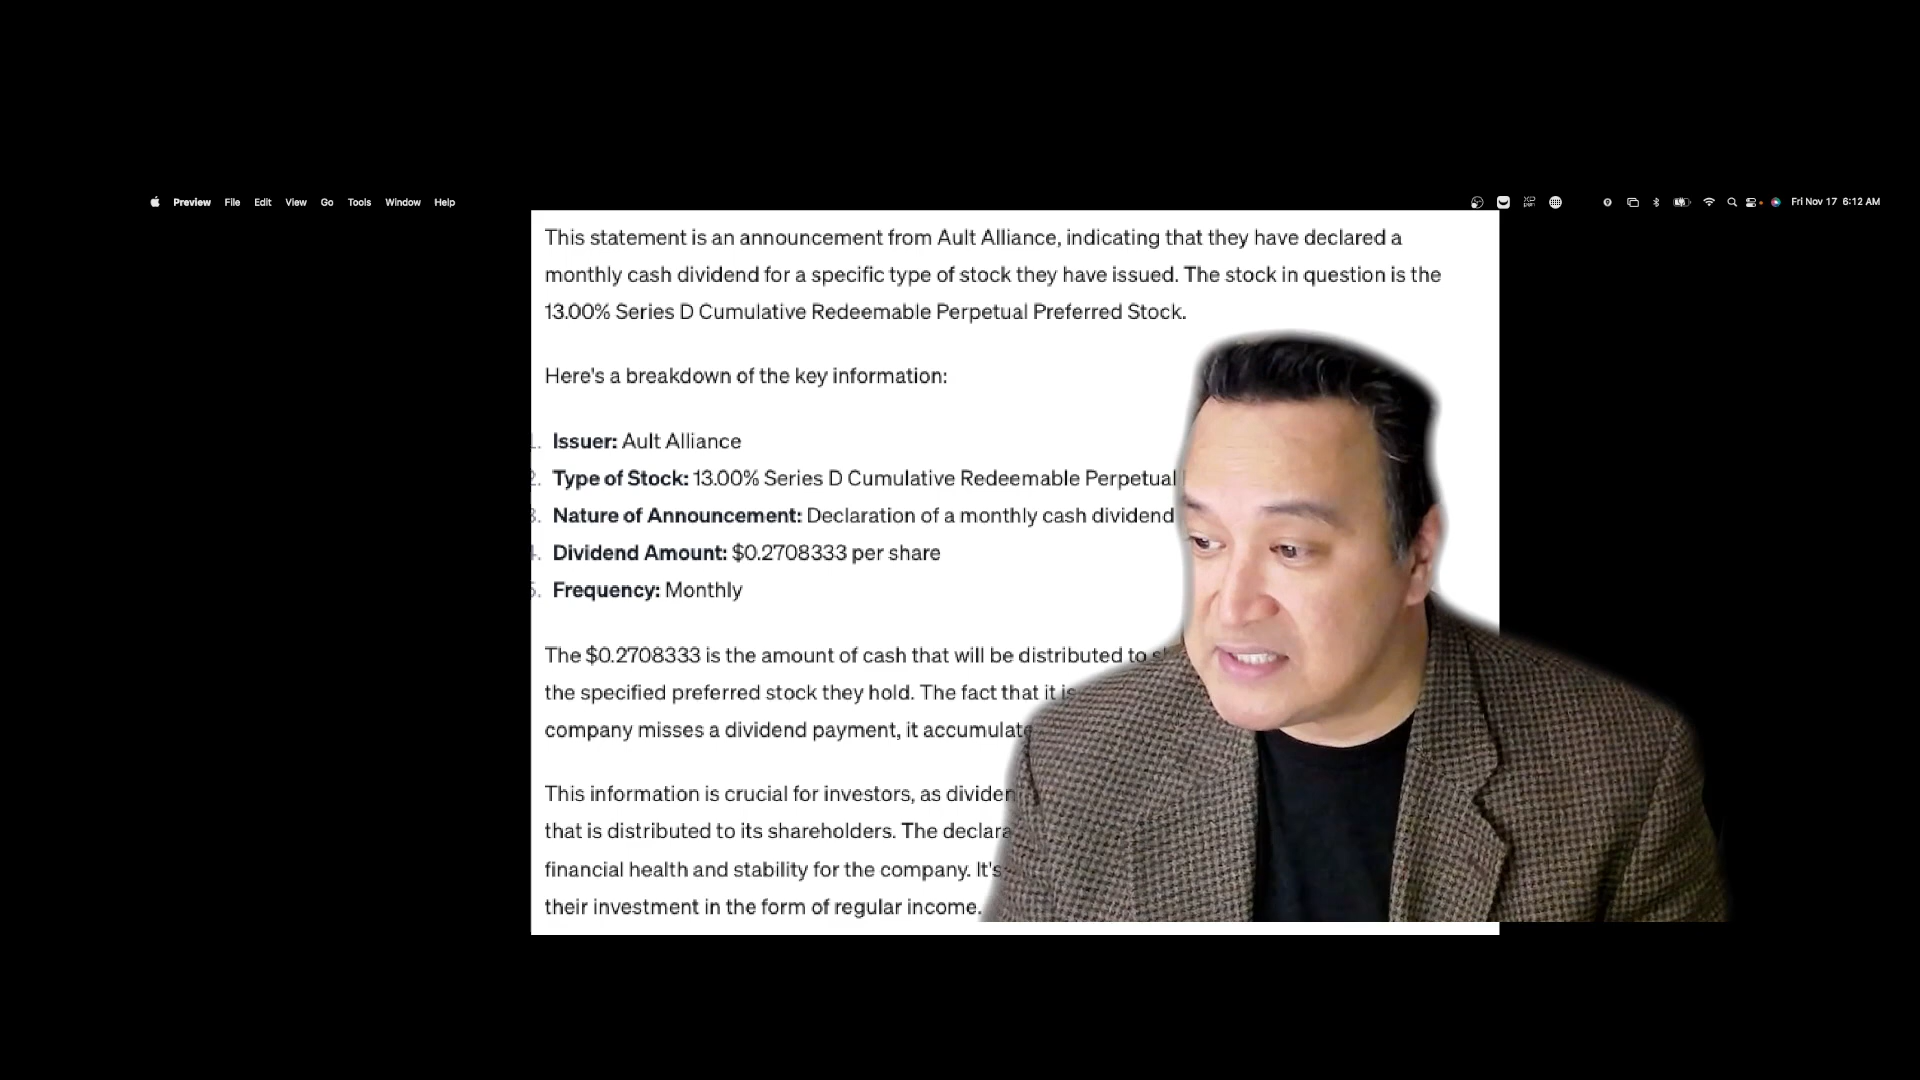 Preview File Edit View Go Tools Window Help
Fri Nov 17 6:12 AM
This statement is an announcement from Ault Alliance, indicating that they have declared a
monthly cash dividend for a specific type of stock they have issued. The stock in question is the
13.00% Series D Cumulative Redeemable Perpetual Preferred Stock.
Here's a breakdown of the key information:
1. Issuer: Ault Alliance
2. Type of Stock: 13.00% Series D Cumulative Redeemable Perpetual
3. Nature of Announcement: Declaration of a monthly cash dividend
4. Dividend Amount: $0.2708333 per share
5. Frequency: Monthly
The $0.2708333 is the amount of cash that will be distributed to
the specified preferred stock they hold. The fact that it is
company misses a dividend payment, it
This information is crucial for investors, as
that is distributed to its shareholders. The
financial health and stability for the company. It's
their investment in the form of regular income.